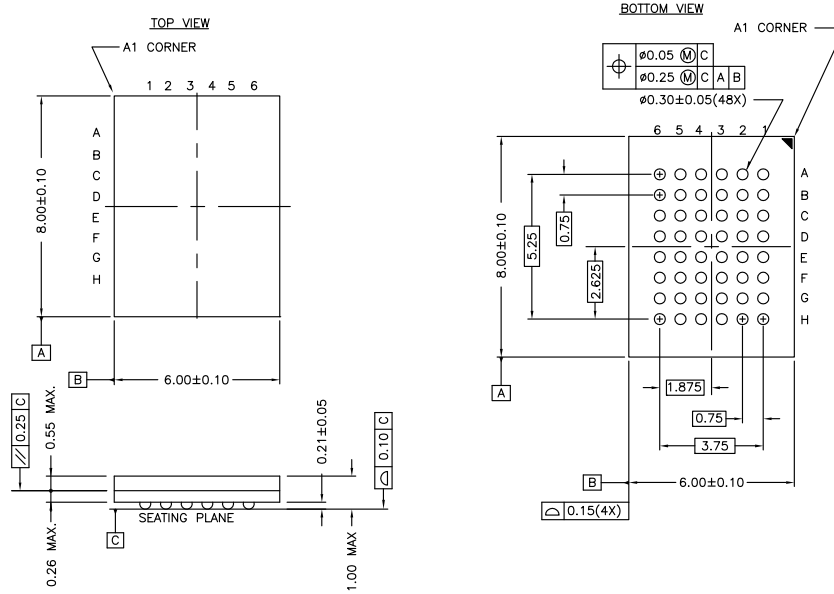 TOP VIEW
A1 CORNER
1 2 3 4 5 6
A
B
C
D
E
F
G
H
8.00±0.10
A
B
6.00±0.10
// 0.25 C
0.55 MAX.
0.21±0.05
⌓ 0.10 C
SEATING PLANE
C
0.26 MAX.
1.00 MAX
BOTTOM VIEW
A1 CORNER
⌖ ø0.05 Ⓜ C
ø0.25 Ⓜ C A B
ø0.30±0.05(48X)
6 5 4 3 2 1
A
B
C
D
E
F
G
H
8.00±0.10
5.25
0.75
2.625
A
1.875
0.75
3.75
B
6.00±0.10
⌓ 0.15(4X)